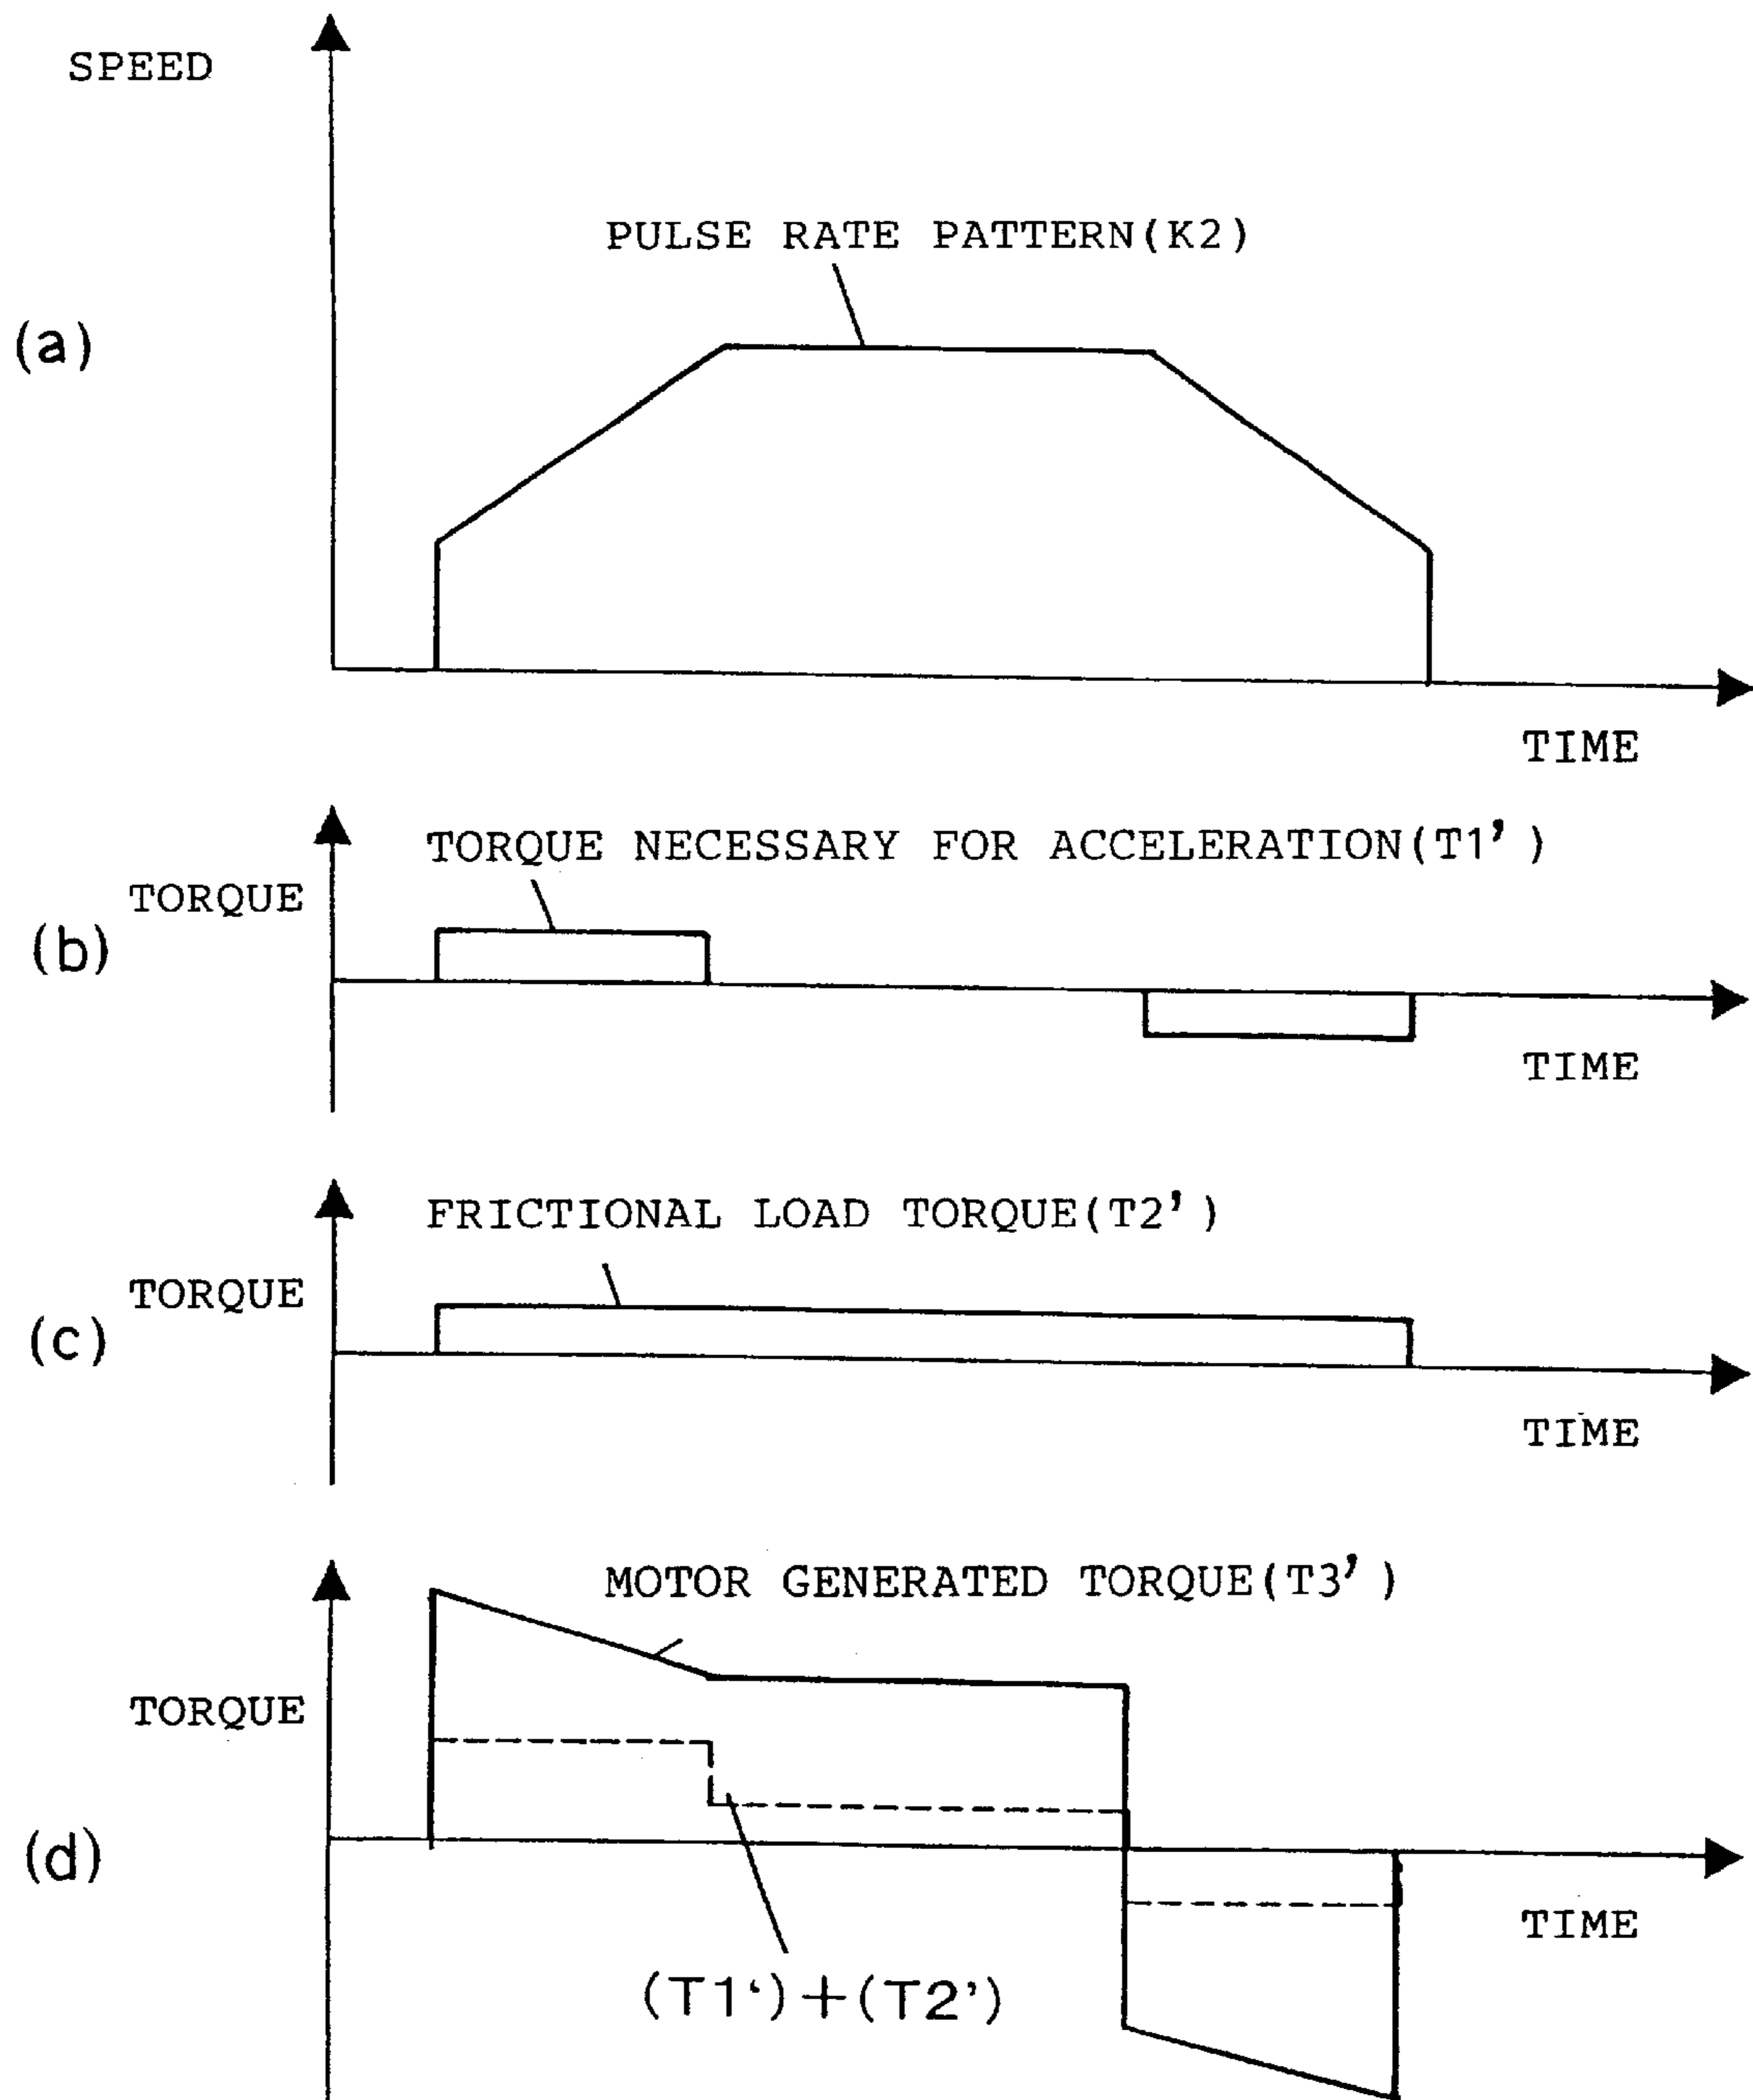 SPEED
PULSE RATE PATTERN(K2)
(a)
TIME
TORQUE NECESSARY FOR ACCELERATION(T1')
TORQUE
(b)
TIME
FRICTIONAL LOAD TORQUE(T2')
TORQUE
(c)
TIME
MOTOR GENERATED TORQUE(T3')
TORQUE
(d)
TIME
(T1‘)+(T2’)